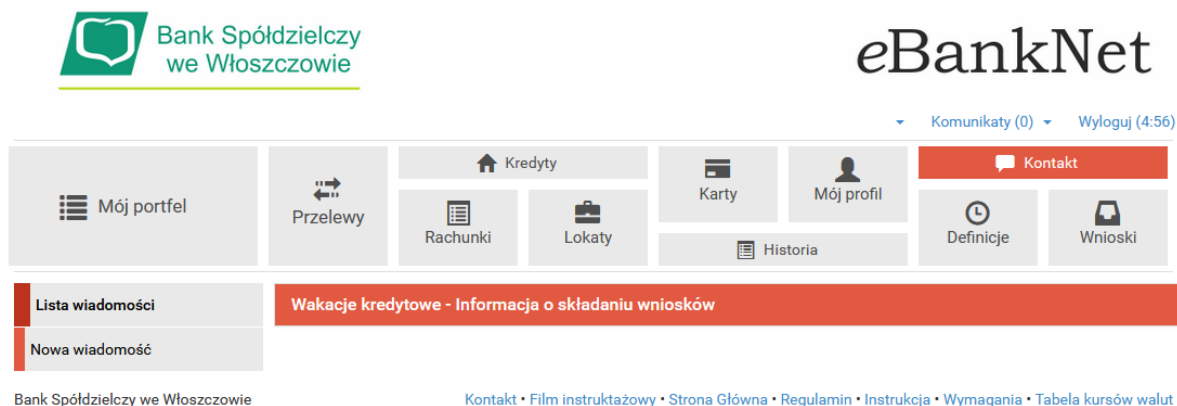 Bank Spółdzielczy
we Włoszczowie
eBankNet
Komunikaty (0)
Wyloguj (4:56)
Mój portfel
Przelewy
Kredyty
Rachunki
Lokaty
Karty
Mój profil
Historia
Kontakt
Definicje
Wnioski
Lista wiadomości
Nowa wiadomość
Wakacje kredytowe - Informacja o składaniu wniosków
Bank Spółdzielczy we Włoszczowie
Kontakt • Film instruktażowy • Strona Główna • Regulamin • Instrukcja • Wymagania • Tabela kursów walut